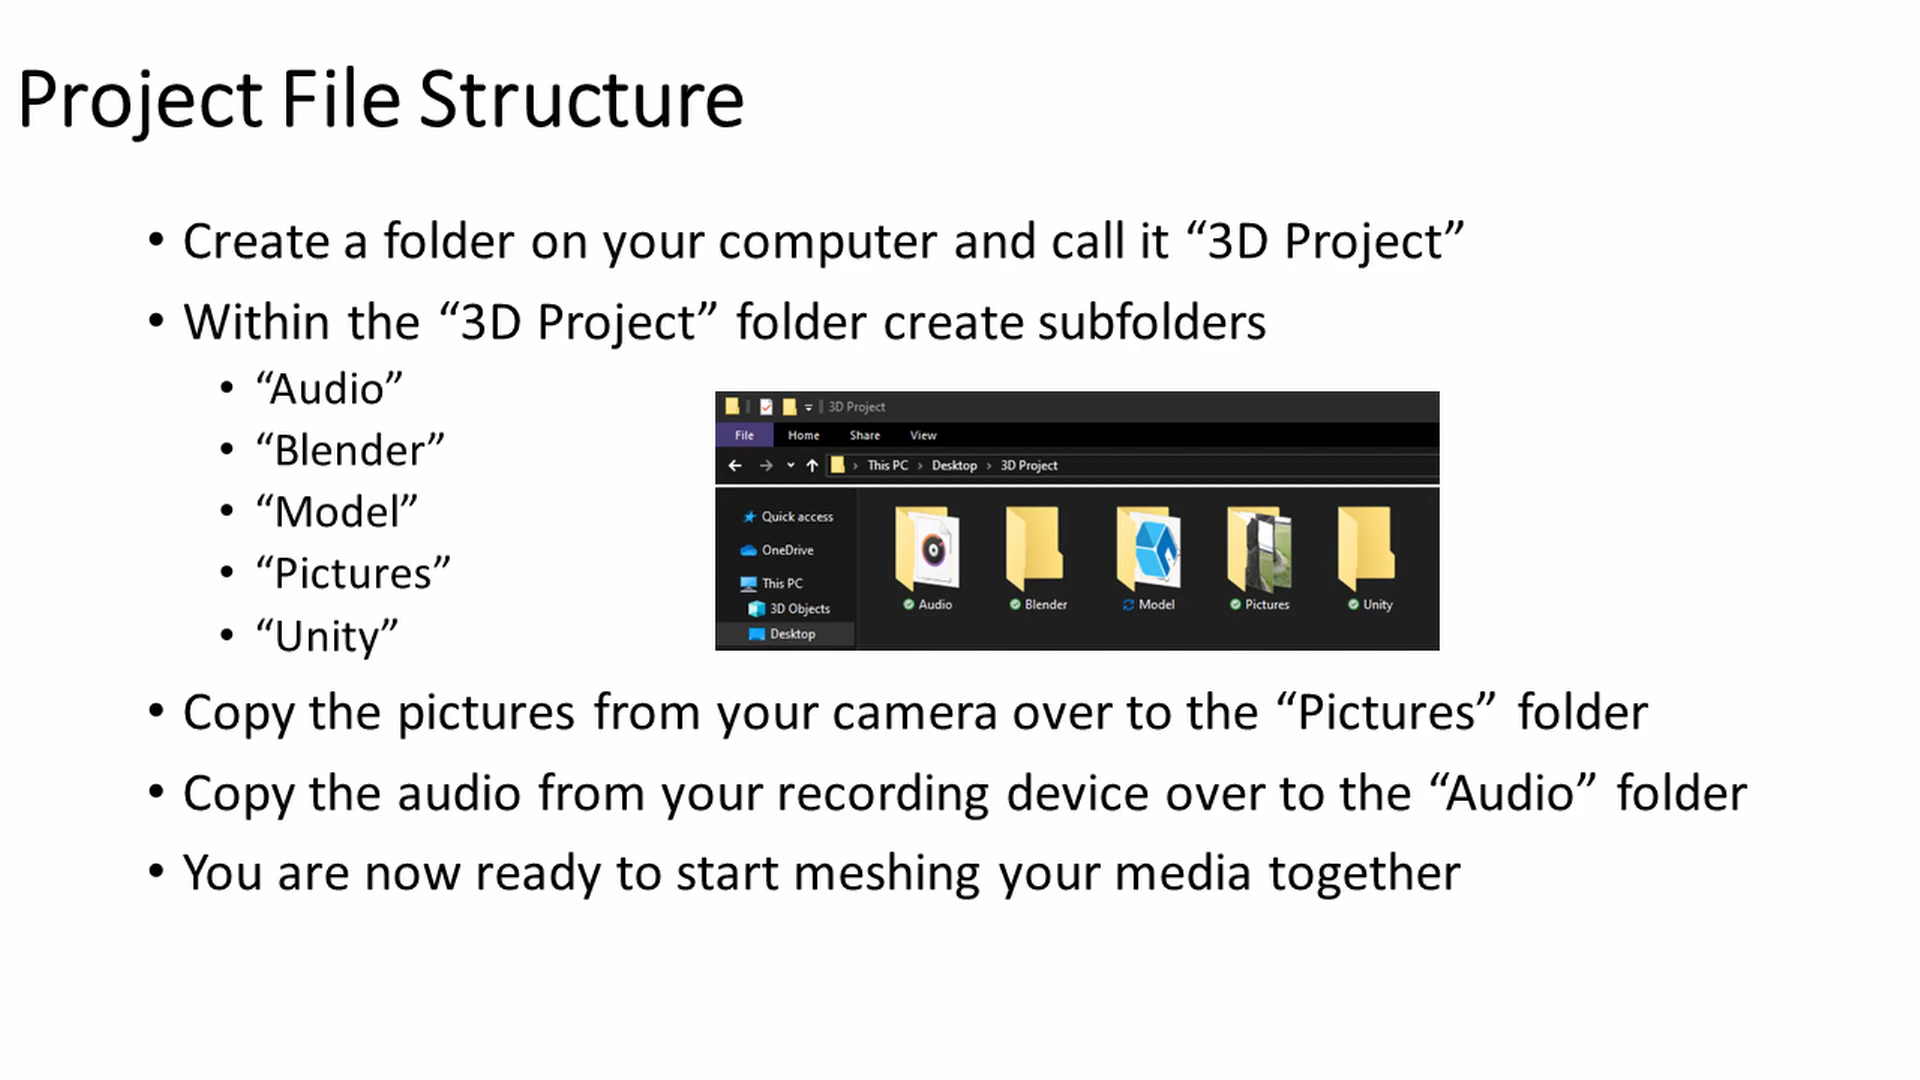 Project File Structure
• Create a folder on your computer and call it “3D Project”
• Within the “3D Project” folder create subfolders
• “Audio”
• “Blender”
• “Model”
• “Pictures”
• “Unity”
3D Project
File Home Share View
This PC › Desktop › 3D Project
Quick access
OneDrive
This PC
3D Objects
Desktop
Audio Blender Model Pictures Unity
• Copy the pictures from your camera over to the “Pictures” folder
• Copy the audio from your recording device over to the “Audio” folder
• You are now ready to start meshing your media together